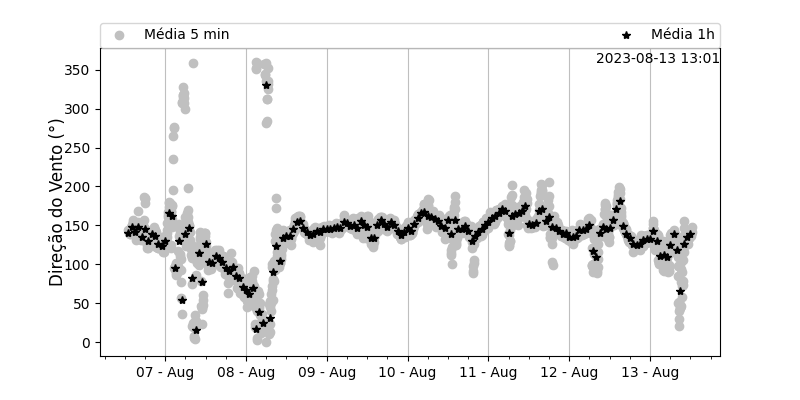 Média 5 min
Média 1h
2023-08-13 13:01
Direção do Vento (°)
350
300
250
200
150
100
50
0
07 - Aug
08 - Aug
09 - Aug
10 - Aug
11 - Aug
12 - Aug
13 - Aug